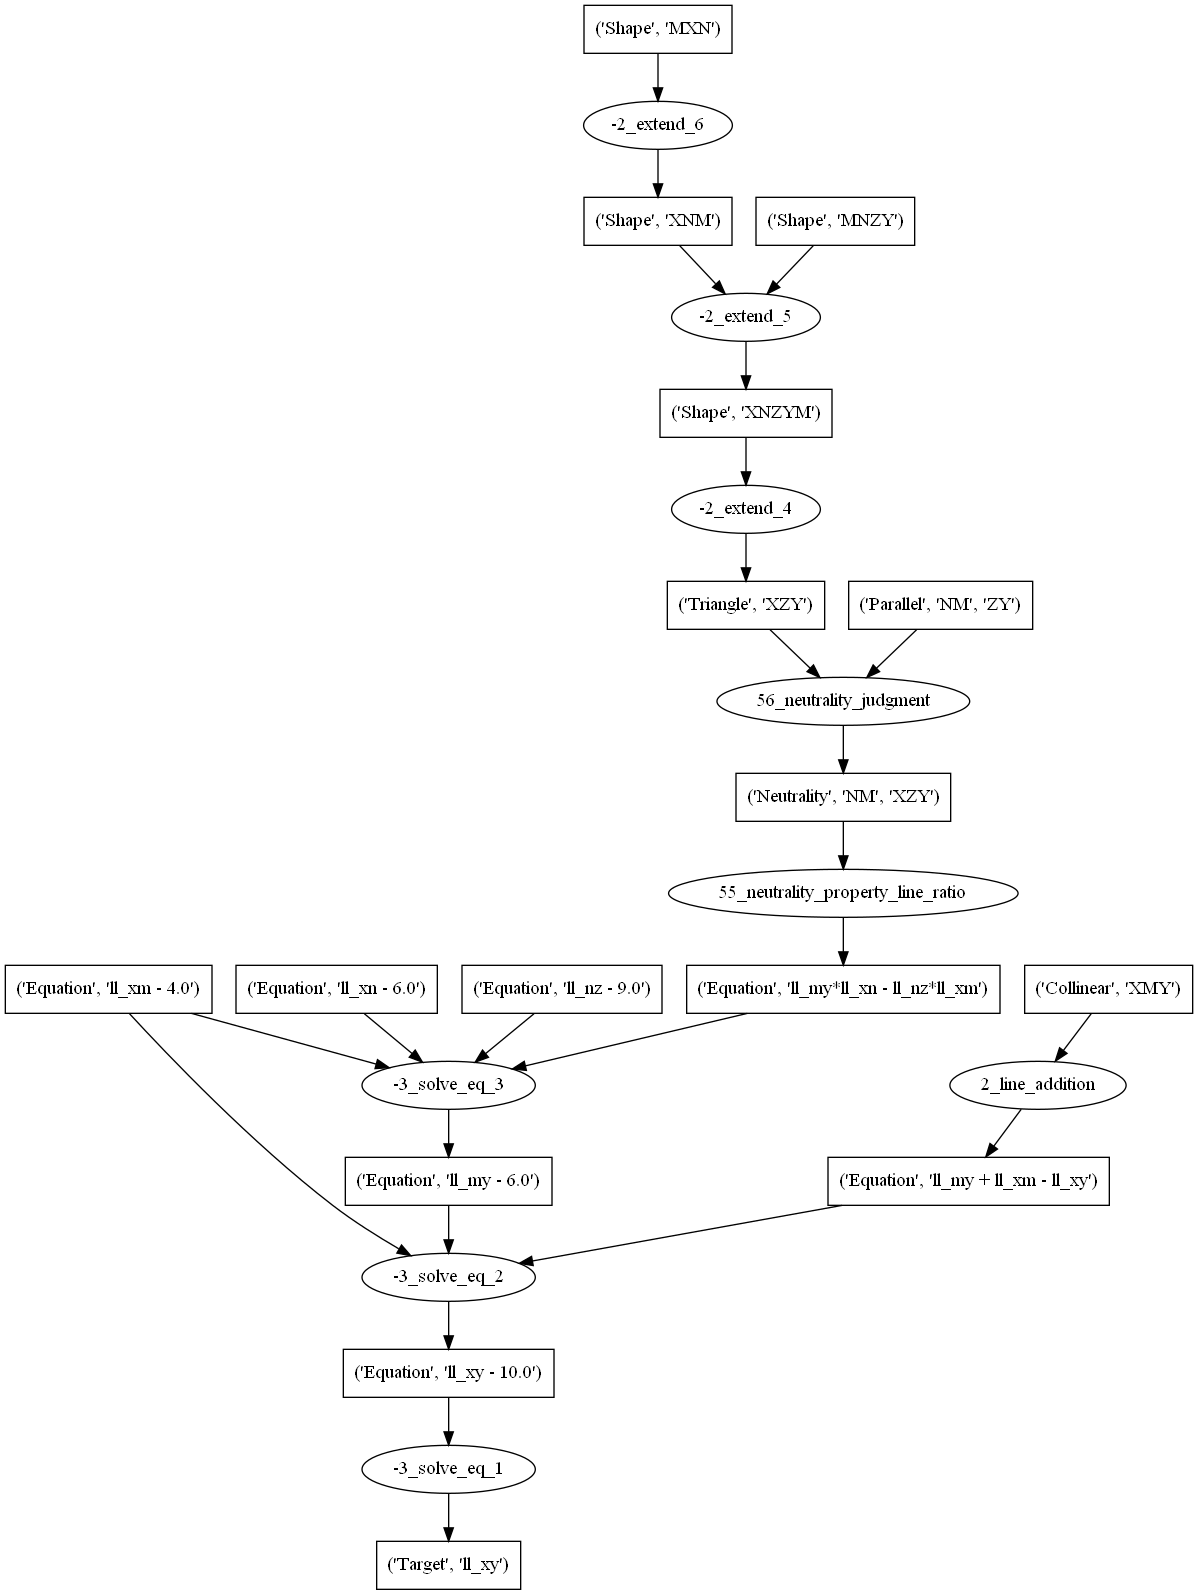 ('Shape', 'MXN')
-2_extend_6
('Shape', 'XNM')
('Shape', 'MNZY')
-2_extend_5
('Shape', 'XNZYM')
-2_extend_4
('Triangle', 'XZY')
('Parallel', 'NM', 'ZY')
56_neutrality_judgment
('Neutrality', 'NM', 'XZY')
55_neutrality_property_line_ratio
('Equation', 'll_xm - 4.0')
('Equation', 'll_xn - 6.0')
('Equation', 'll_nz - 9.0')
('Equation', 'll_my*ll_xn - ll_nz*ll_xm')
('Collinear', 'XMY')
-3_solve_eq_3
2_line_addition
('Equation', 'll_my - 6.0')
('Equation', 'll_my + ll_xm - ll_xy')
-3_solve_eq_2
('Equation', 'll_xy - 10.0')
-3_solve_eq_1
('Target', 'll_xy')